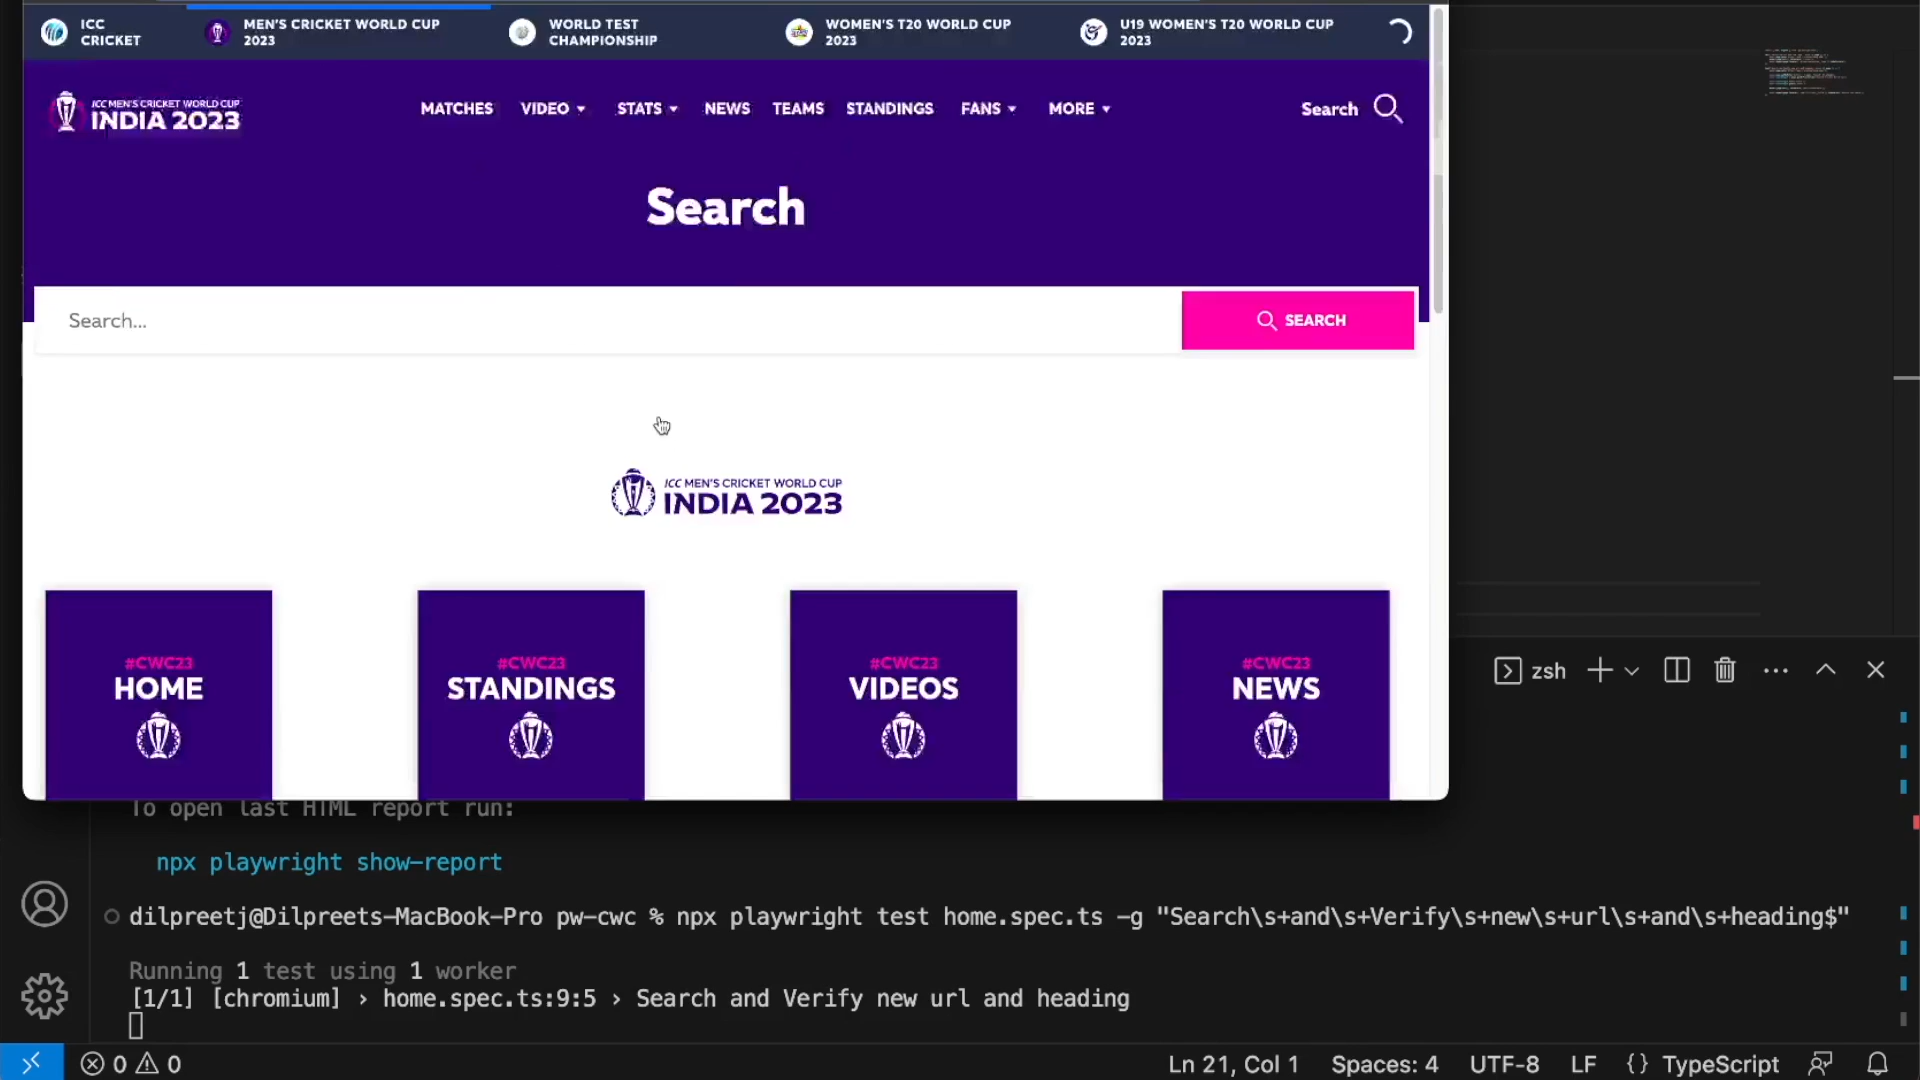 ICC
CRICKET
MEN'S CRICKET WORLD CUP
2023
WORLD TEST
CHAMPIONSHIP
WOMEN'S T20 WORLD CUP
2023
U19 WOMEN'S T20 WORLD CUP
2023
ICC MEN'S CRICKET WORLD CUP
INDIA 2023
MATCHES VIDEO STATS NEWS TEAMS STANDINGS FANS MORE
Search
Search
Search...
SEARCH
ICC MEN'S CRICKET WORLD CUP
INDIA 2023
#CWC23
HOME
#CWC23
STANDINGS
#CWC23
VIDEOS
#CWC23
NEWS
zsh
To open last HTML report run:
npx playwright show-report
dilpreetj@Dilpreets-MacBook-Pro pw-cwc % npx playwright test home.spec.ts -g "Search\s+and\s+Verify\s+new\s+url\s+and\s+heading$"
Running 1 test using 1 worker
[1/1] [chromium] › home.spec.ts:9:5 › Search and Verify new url and heading
0 0 Ln 21, Col 1 Spaces: 4 UTF-8 LF {} TypeScript